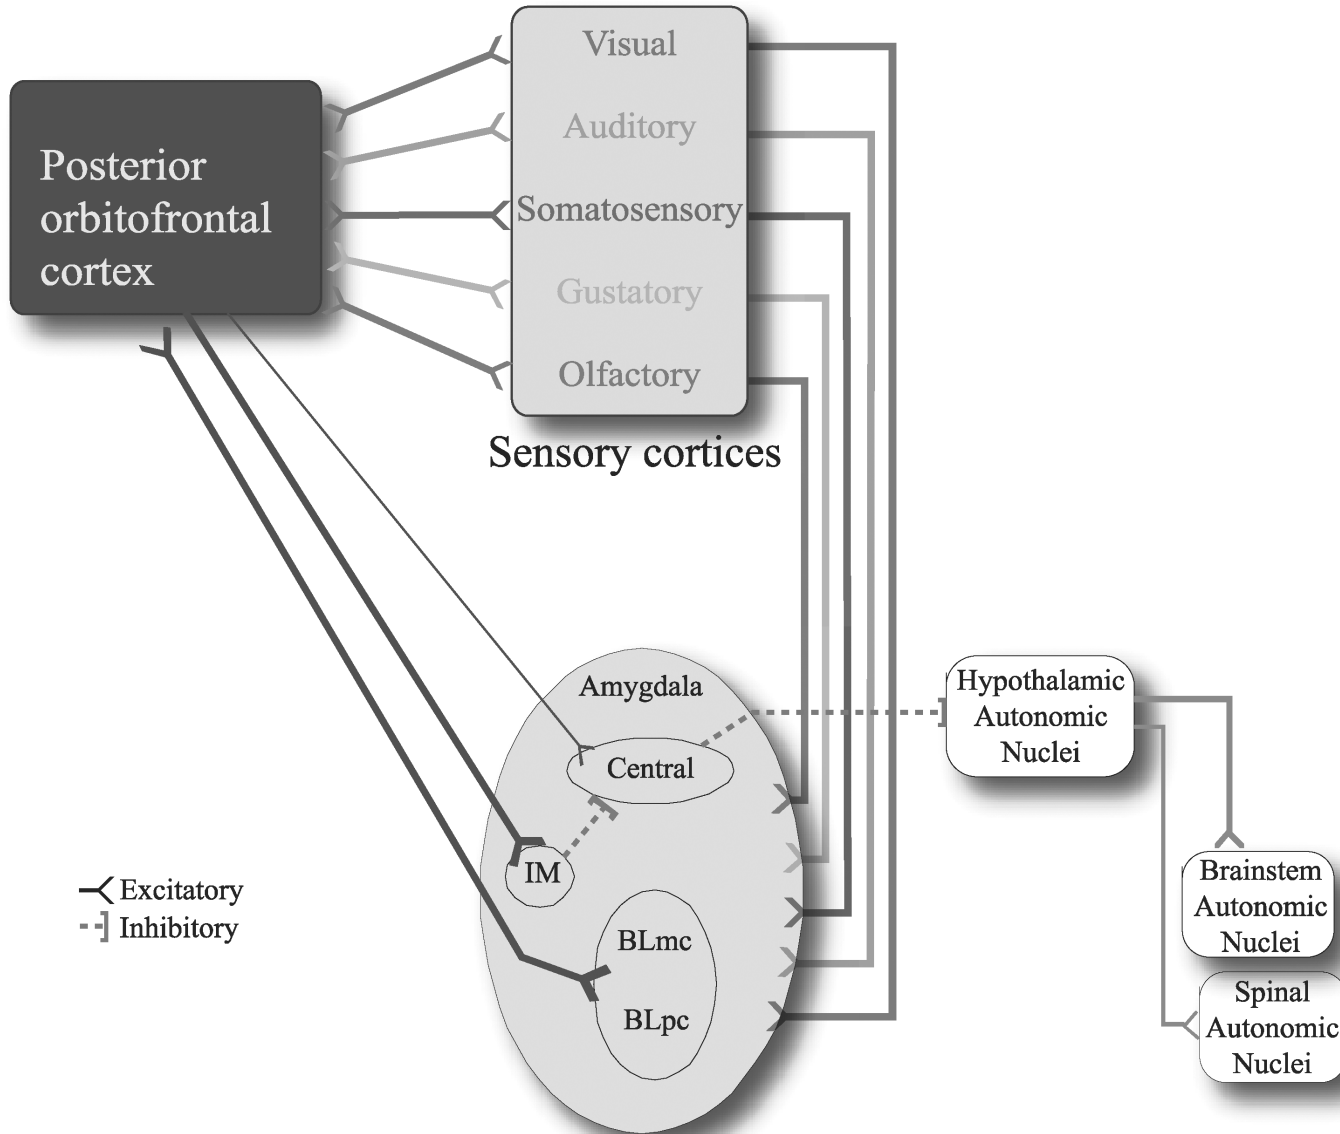 Posterior
orbitofrontal
cortex
Visual
Auditory
Somatosensory
Gustatory
Olfactory
Sensory cortices
Amygdala
Central
IM
BLmc
BLpc
Hypothalamic
Autonomic
Nuclei
Brainstem
Autonomic
Nuclei
Spinal
Autonomic
Nuclei
Excitatory
Inhibitory